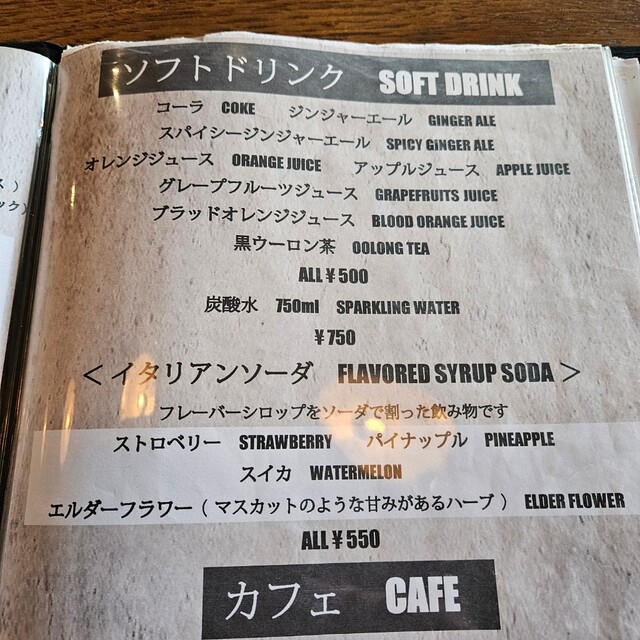 ソフトドリンク SOFT DRINK
コーラ COKE ジンジャーエール GINGER ALE
スパイシージンジャーエール SPICY GINGER ALE
オレンジジュース ORANGE JUICE アップルジュース APPLE JUICE
グレープフルーツジュース GRAPEFRUITS JUICE
ブラッドオレンジジュース BLOOD ORANGE JUICE
黒ウーロン茶 OOLONG TEA
ALL ¥ 500
炭酸水 750ml SPARKLING WATER
¥ 750
＜イタリアンソーダ FLAVORED SYRUP SODA＞
フレーバーシロップをソーダで割った飲み物です
ストロベリー STRAWBERRY パイナップル PINEAPPLE
スイカ WATERMELON
エルダーフラワー（マスカットのような甘みがあるハーブ） ELDER FLOWER
ALL ¥ 550
カフェ CAFE